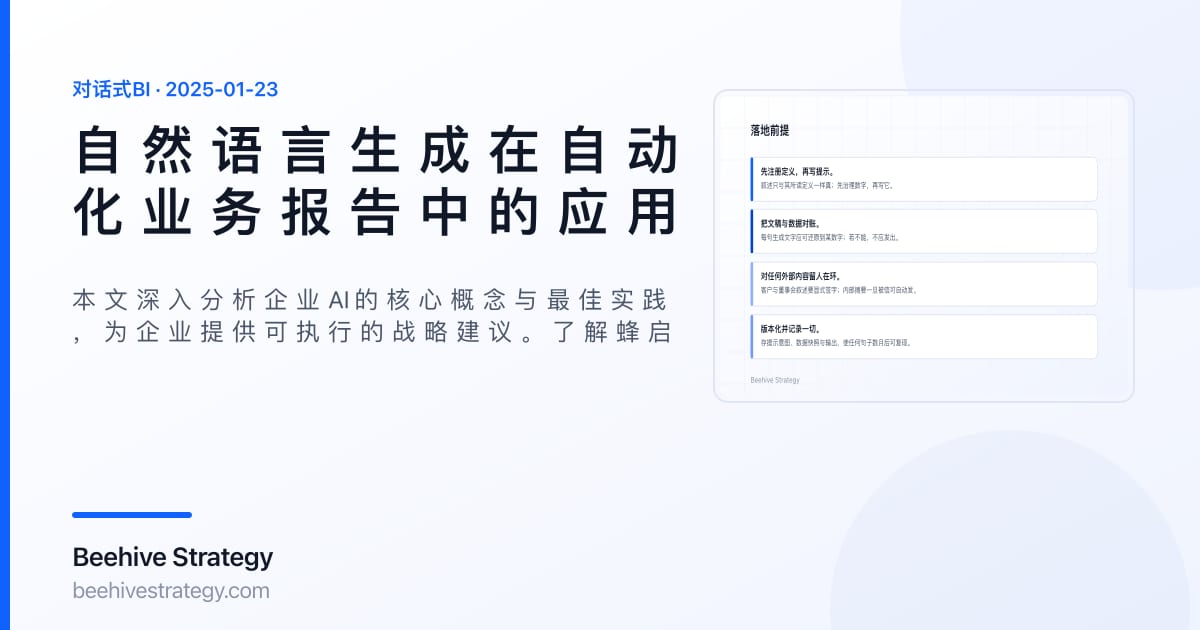 对话式BI · 2025-01-23
自然语言生成在自动
化业务报告中的应用
本文深入分析企业AI的核心概念与最佳实践
，为企业提供可执行的战略建议。了解蜂启
落地前提
先注册定义，再写提示。
叙述只与其所读定义一样真：先治理数字，再写它。
把文稿与数据对账。
每句生成文字应可还原到某数字；若不能，不应发出。
对任何外部内容留人在环。
客户与董事会叙述要显式签字；内部摘要一旦被信可自动发。
版本化并记录一切。
存提示意图、数据快照与输出，使任何句子数月后可复现。
Beehive Strategy
Beehive Strategy
beehivestrategy.com